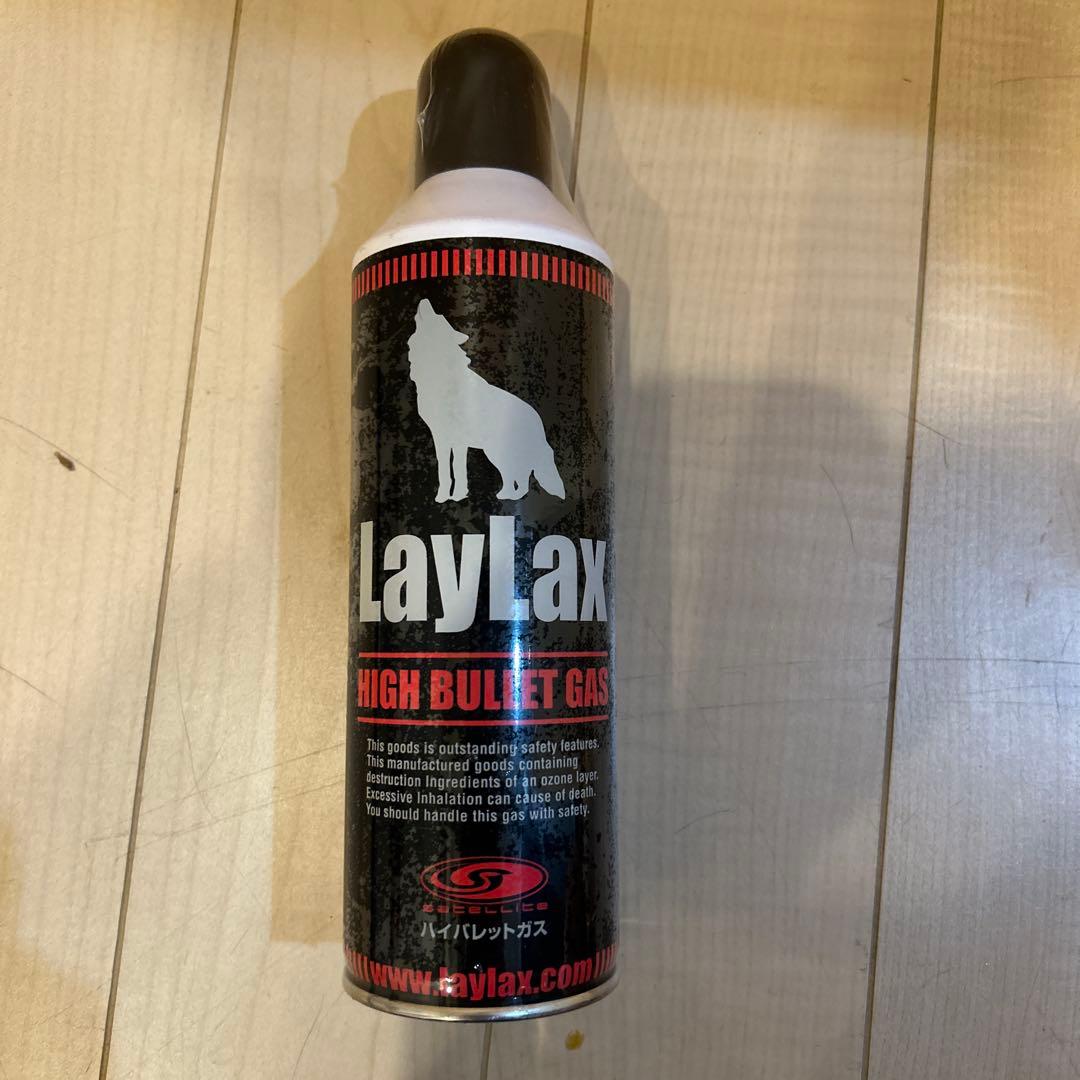 LayLax
HIGH BULLET GAS
This goods is outstanding safety features.
This manufactured goods containing
destruction Ingredients of an ozone layer.
Excessive Inhalation can cause of death.
You should handle this gas with safety.
satellite
ハイバレットガス
www.laylax.com